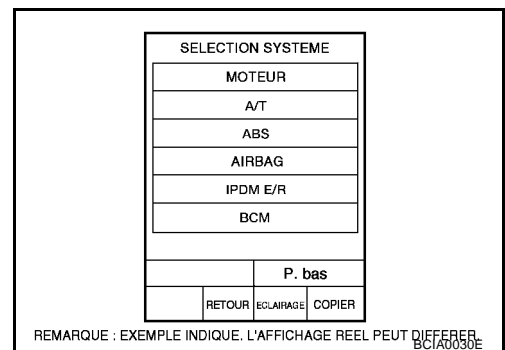 SELECTION SYSTEME
MOTEUR
A/T
ABS
AIRBAG
IPDM E/R
BCM
P. bas
RETOUR ECLAIRAGE COPIER
REMARQUE : EXEMPLE INDIQUE. L'AFFICHAGE REEL PEUT DIFFERER.
BCIA0030E